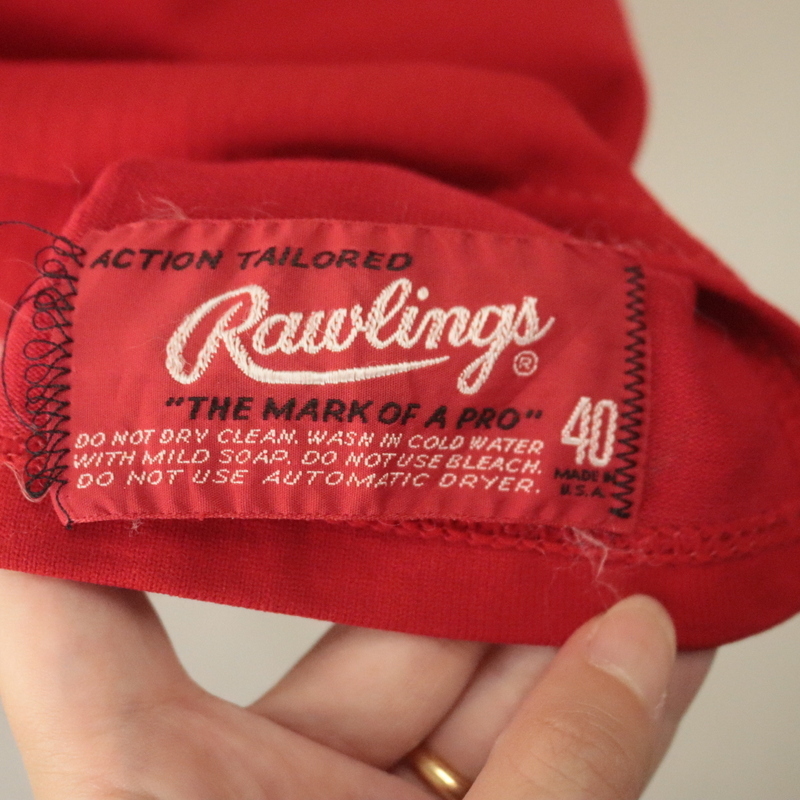 ACTION TAILORED
Rawlings®
"THE MARK OF A PRO"
40
DO NOT DRY CLEAN. WASH IN COLD WATER
WITH MILD SOAP. DO NOT USE BLEACH.
DO NOT USE AUTOMATIC DRYER.
MADE IN
U.S.A.